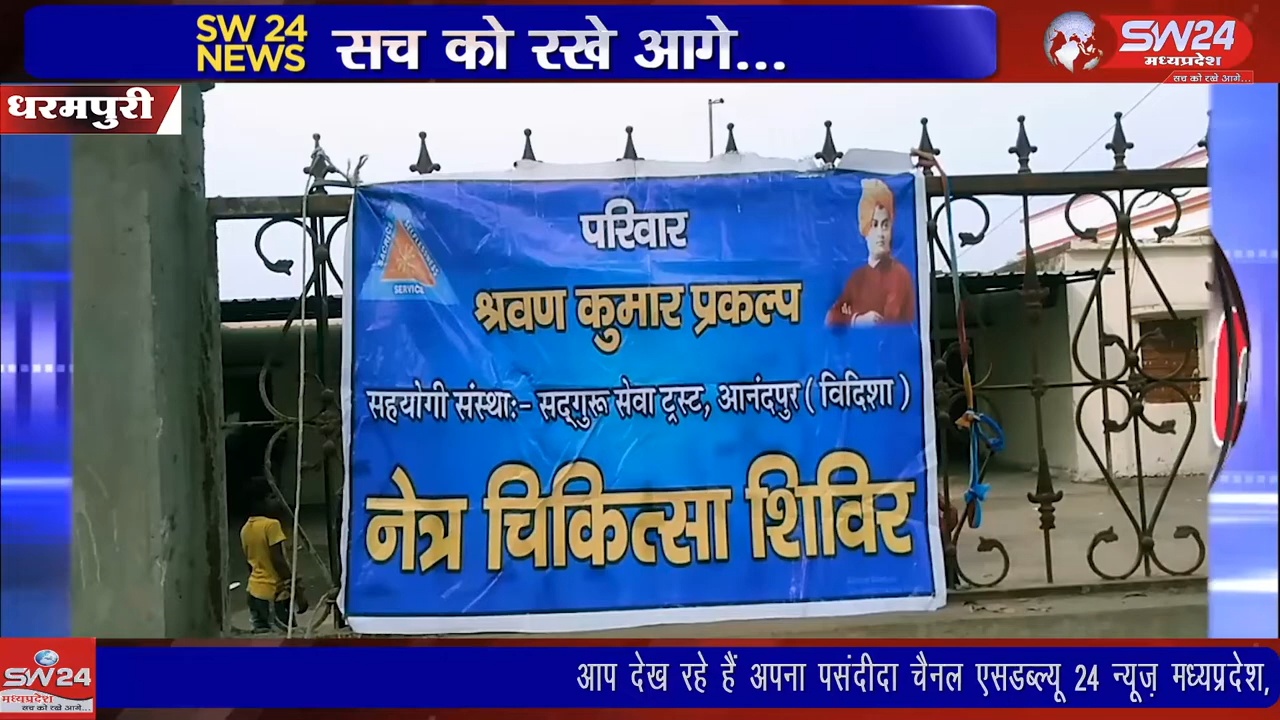 SW 24
NEWS
सच को रखे आगे...
SW24
मध्यप्रदेश
सच को रखे आगे...
धरमपुरी
परिवार
SERVICE
श्रवण कुमार प्रकल्प
सहयोगी संस्था:- सद्‌गुरू सेवा ट्रस्ट, आनंदपुर ( विदिशा )
नेत्र चिकित्सा शिविर
SW24
मध्यप्रदेश
सच को रखे आगे...
आप देख रहे हैं अपना पसंदीदा चैनल एसडब्ल्यू 24 न्यूज़ मध्यप्रदेश,